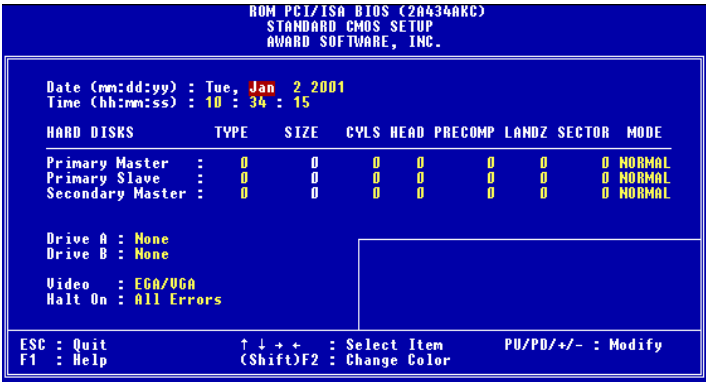 ROM PCI/ISA BIOS (2A434AKC)
STANDARD CMOS SETUP
AWARD SOFTWARE, INC.
Date (mm:dd:yy) : Tue, Jan 2 2001
Time (hh:mm:ss) : 10 : 34 : 15
HARD DISKS TYPE SIZE CYLS HEAD PRECOMP LANDZ SECTOR MODE
Primary Master : 0 0 0 0 0 0 0 NORMAL
Primary Slave : 0 0 0 0 0 0 0 NORMAL
Secondary Master : 0 0 0 0 0 0 0 NORMAL
Drive A : None
Drive B : None
Video : EGA/VGA
Halt On : All Errors
ESC : Quit ↑ ↓ → ← : Select Item PU/PD/+/- : Modify
F1 : Help (Shift)F2 : Change Color